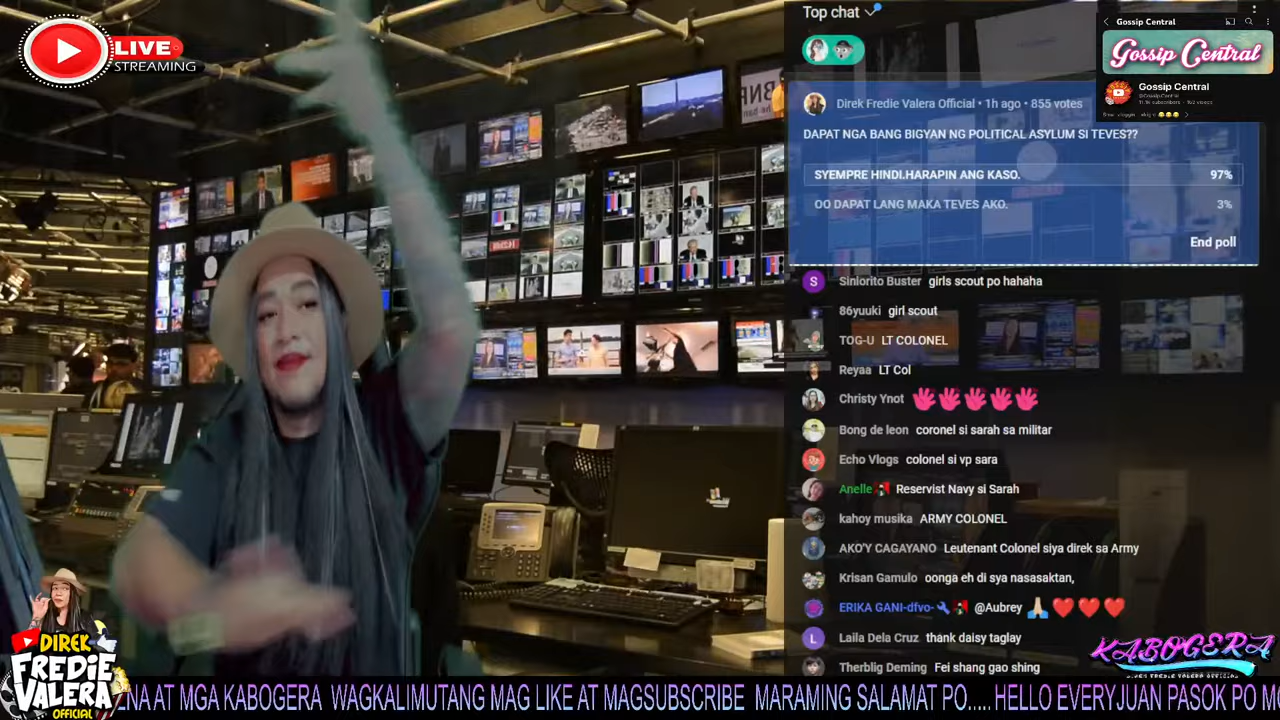 LIVE
STREAMING
Top chat
Gossip Central
Gossip Central
Gossip Central
Direk Fredie Valera Official • 1h ago • 855 votes
DAPAT NGA BANG BIGYAN NG POLITICAL ASYLUM SI TEVES??
SYEMPRE HINDI.HARAPIN ANG KASO. 97%
OO DAPAT LANG MAKA TEVES AKO. 3%
End poll
Siniorito Buster girls scout po hahaha
86yuuki girl scout
TOG-U LT COLONEL
Reyaa LT Col
Christy Ynot 👋👋👋👋👋
Bong de leon coronel si sarah sa militar
Echo Vlogs colonel si vp sara
Anelle Reservist Navy si Sarah
kahoy musika ARMY COLONEL
AKO'Y CAGAYANO Leutenant Colonel siya direk sa Army
Krisan Gamulo oonga eh di sya nasasaktan,
ERIKA GANI-dfvo- @Aubrey 🙏❤️❤️❤️
Laila Dela Cruz thank daisy taglay
Therblig Deming Fei shang gao shing
DIREK
FREDIE
VALERA
OFFICIAL
KABOGERA
NA AT MGA KABOGERA WAGKALIMUTANG MAG LIKE AT MAGSUBSCRIBE MARAMING SALAMAT PO..... HELLO EVERYJUAN PASOK PO M